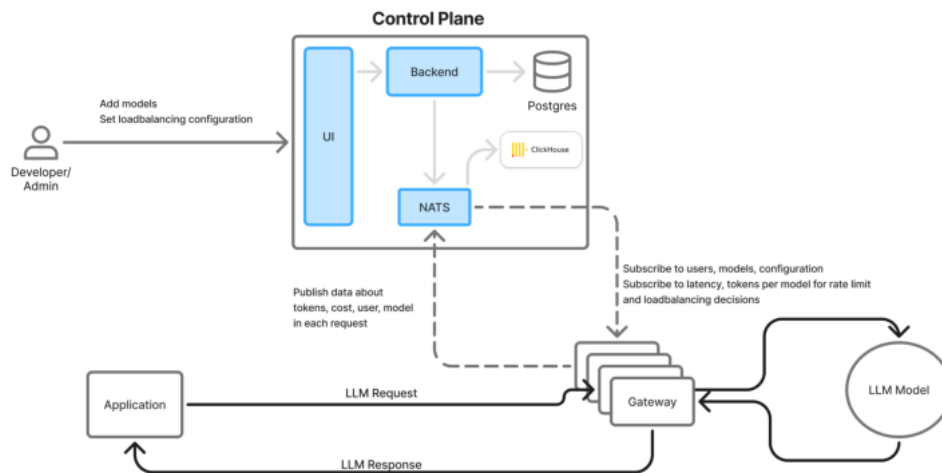 Control Plane
Add models
Set loadbalancing configuration
Developer/
Admin
UI
Backend
Postgres
ClickHouse
NATS
Publish data about
tokens, cost, user, model
in each request
Subscribe to users, models, configuration
Subscribe to latency, tokens per model for rate limit
and loadbalancing decisions
Application
LLM Request
Gateway
LLM Model
LLM Response